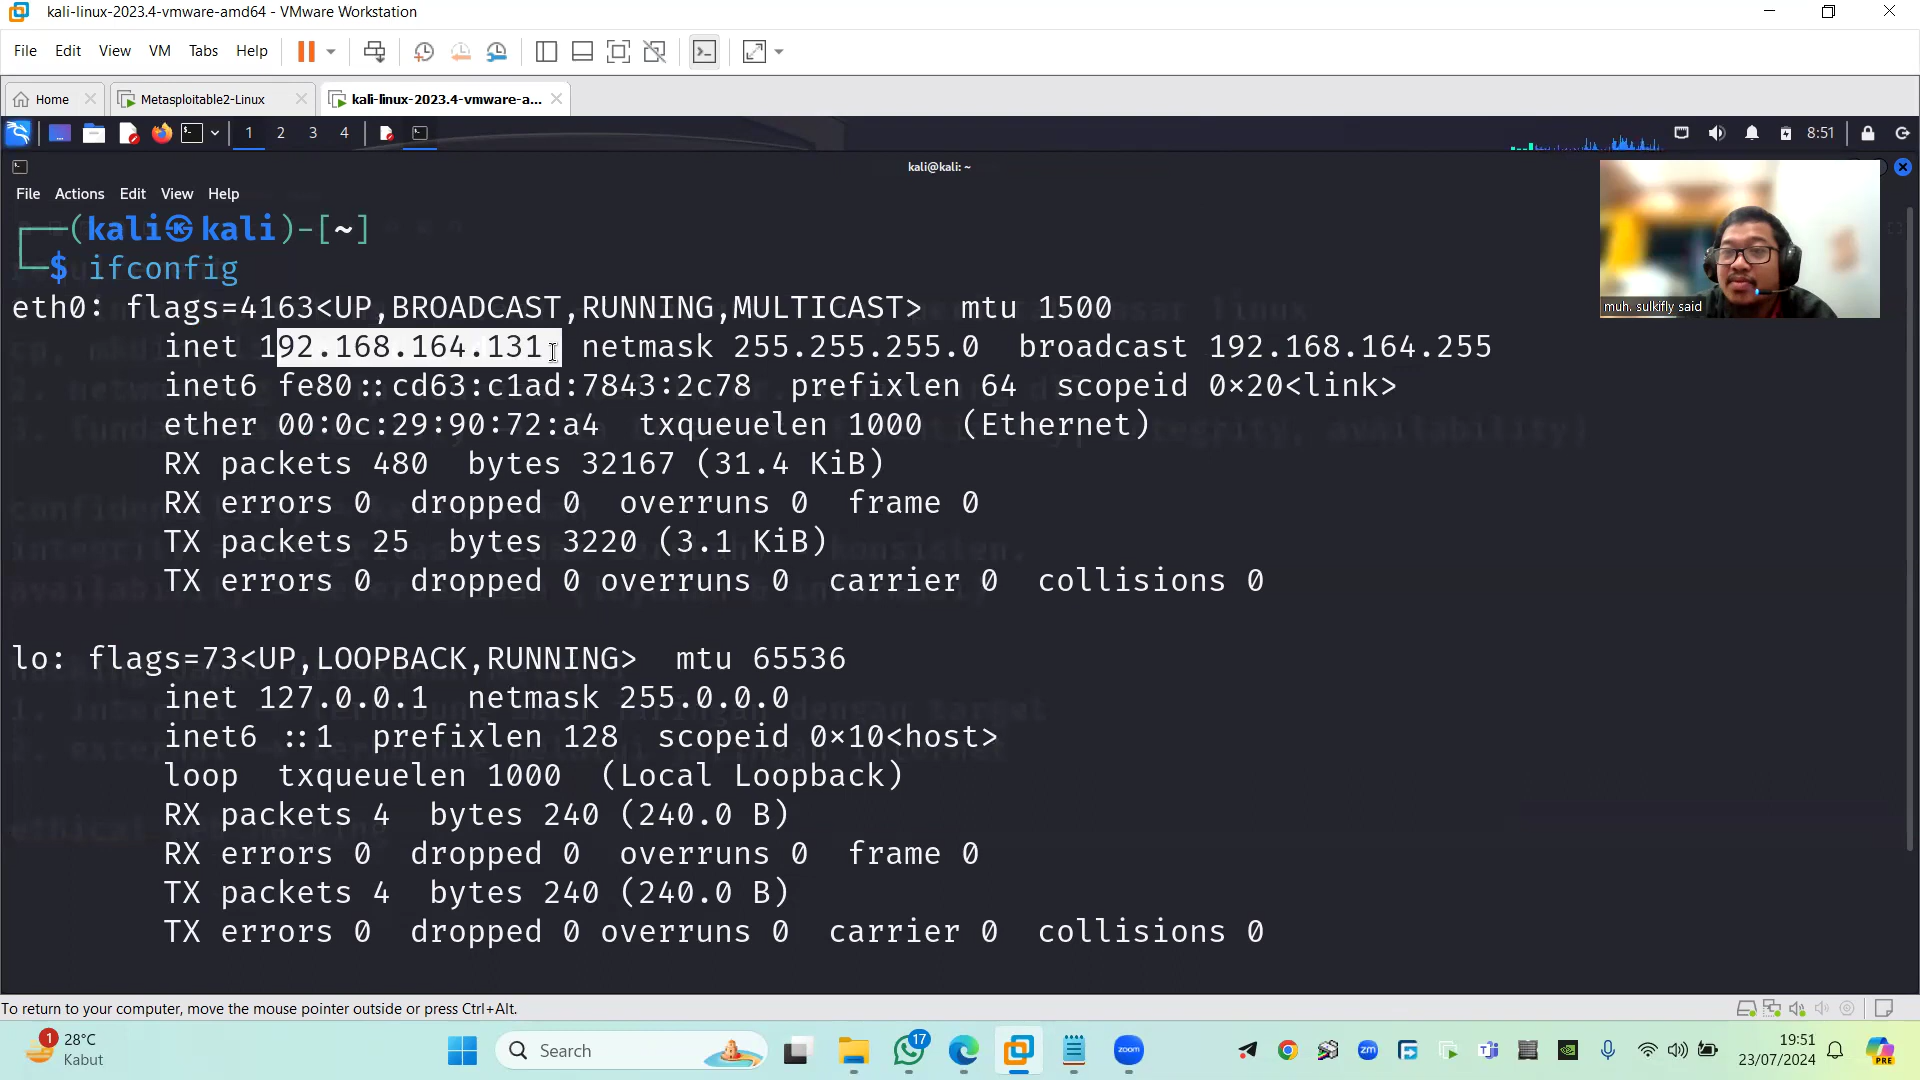 kali-linux-2023.4-vmware-amd64 - VMware Workstation
File Edit View VM Tabs Help
Home Metasploitable2-Linux kali-linux-2023.4-vmware-a...
1 2 3 4 8:51
kali@kali: ~
File Actions Edit View Help
(kali㉿kali)-[~]
$ ifconfig
eth0: flags=4163<UP,BROADCAST,RUNNING,MULTICAST>  mtu 1500
inet 192.168.164.131  netmask 255.255.255.0  broadcast 192.168.164.255
inet6 fe80::cd63:c1ad:7843:2c78  prefixlen 64  scopeid 0×20<link>
ether 00:0c:29:90:72:a4  txqueuelen 1000  (Ethernet)
RX packets 480  bytes 32167 (31.4 KiB)
RX errors 0  dropped 0  overruns 0  frame 0
TX packets 25  bytes 3220 (3.1 KiB)
TX errors 0  dropped 0 overruns 0  carrier 0  collisions 0
lo: flags=73<UP,LOOPBACK,RUNNING>  mtu 65536
inet 127.0.0.1  netmask 255.0.0.0
inet6 ::1  prefixlen 128  scopeid 0×10<host>
loop  txqueuelen 1000  (Local Loopback)
RX packets 4  bytes 240 (240.0 B)
RX errors 0  dropped 0  overruns 0  frame 0
TX packets 4  bytes 240 (240.0 B)
TX errors 0  dropped 0 overruns 0  carrier 0  collisions 0
muh. sulkifly said
To return to your computer, move the mouse pointer outside or press Ctrl+Alt.
1 28°C
Kabut
Search
17
zoom
zm
PRE
19:51
23/07/2024